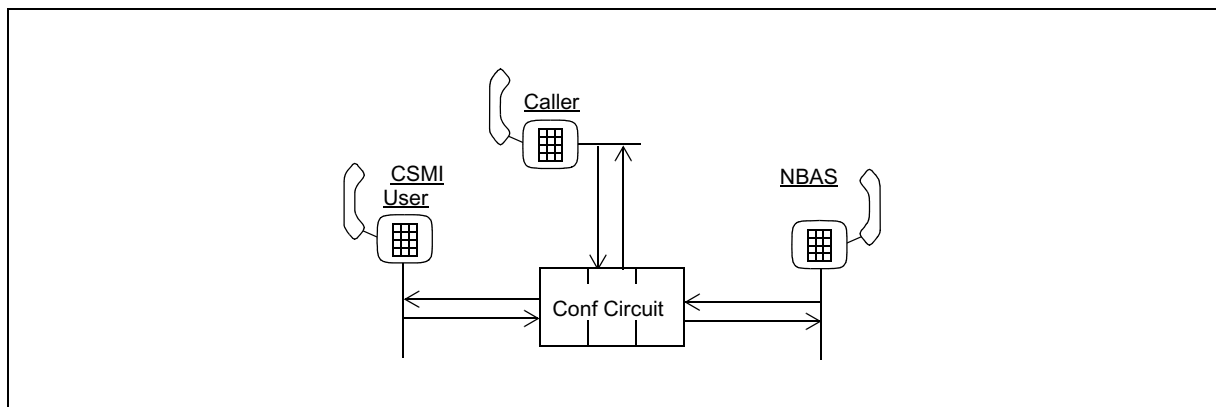 Caller
CSMI
User
NBAS
Conf Circuit